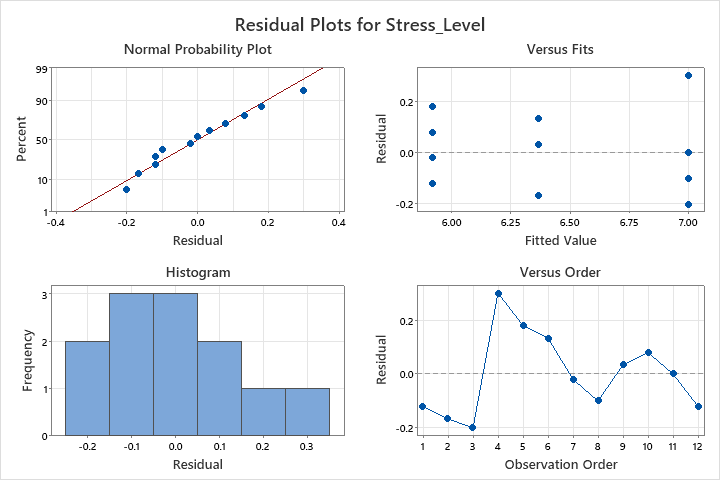 Residual Plots for Stress_Level
Normal Probability Plot
99
90
50
10
1
Percent
-0.4 -0.2 0.0 0.2 0.4
Residual
Versus Fits
0.2
0.0
-0.2
Residual
6.00 6.25 6.50 6.75 7.00
Fitted Value
Histogram
3
2
1
0
Frequency
-0.2 -0.1 0.0 0.1 0.2 0.3
Residual
Versus Order
0.2
0.0
-0.2
Residual
1 2 3 4 5 6 7 8 9 10 11 12
Observation Order